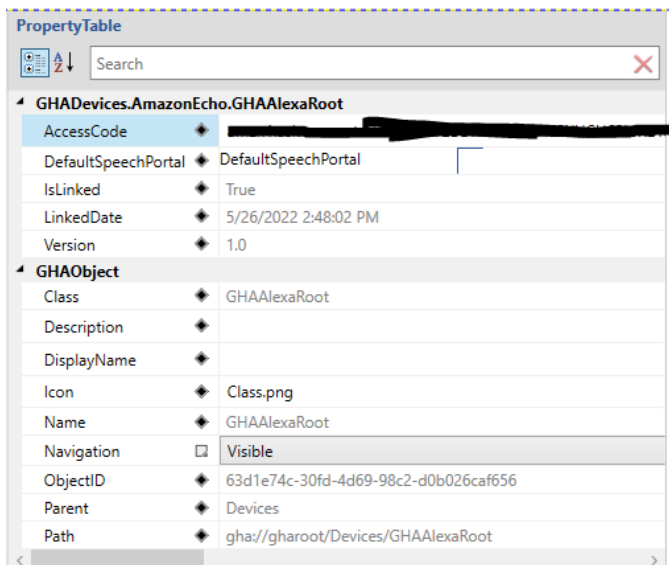 PropertyTable
Search
GHADevices.AmazonEcho.GHAAlexaRoot
AccessCode
DefaultSpeechPortal DefaultSpeechPortal
IsLinked True
LinkedDate 5/26/2022 2:48:02 PM
Version 1.0
GHAObject
Class GHAAlexaRoot
Description
DisplayName
Icon Class.png
Name GHAAlexaRoot
Navigation Visible
ObjectID 63d1e74c-30fd-4d69-98c2-d0b026caf656
Parent Devices
Path gha://gharoot/Devices/GHAAlexaRoot